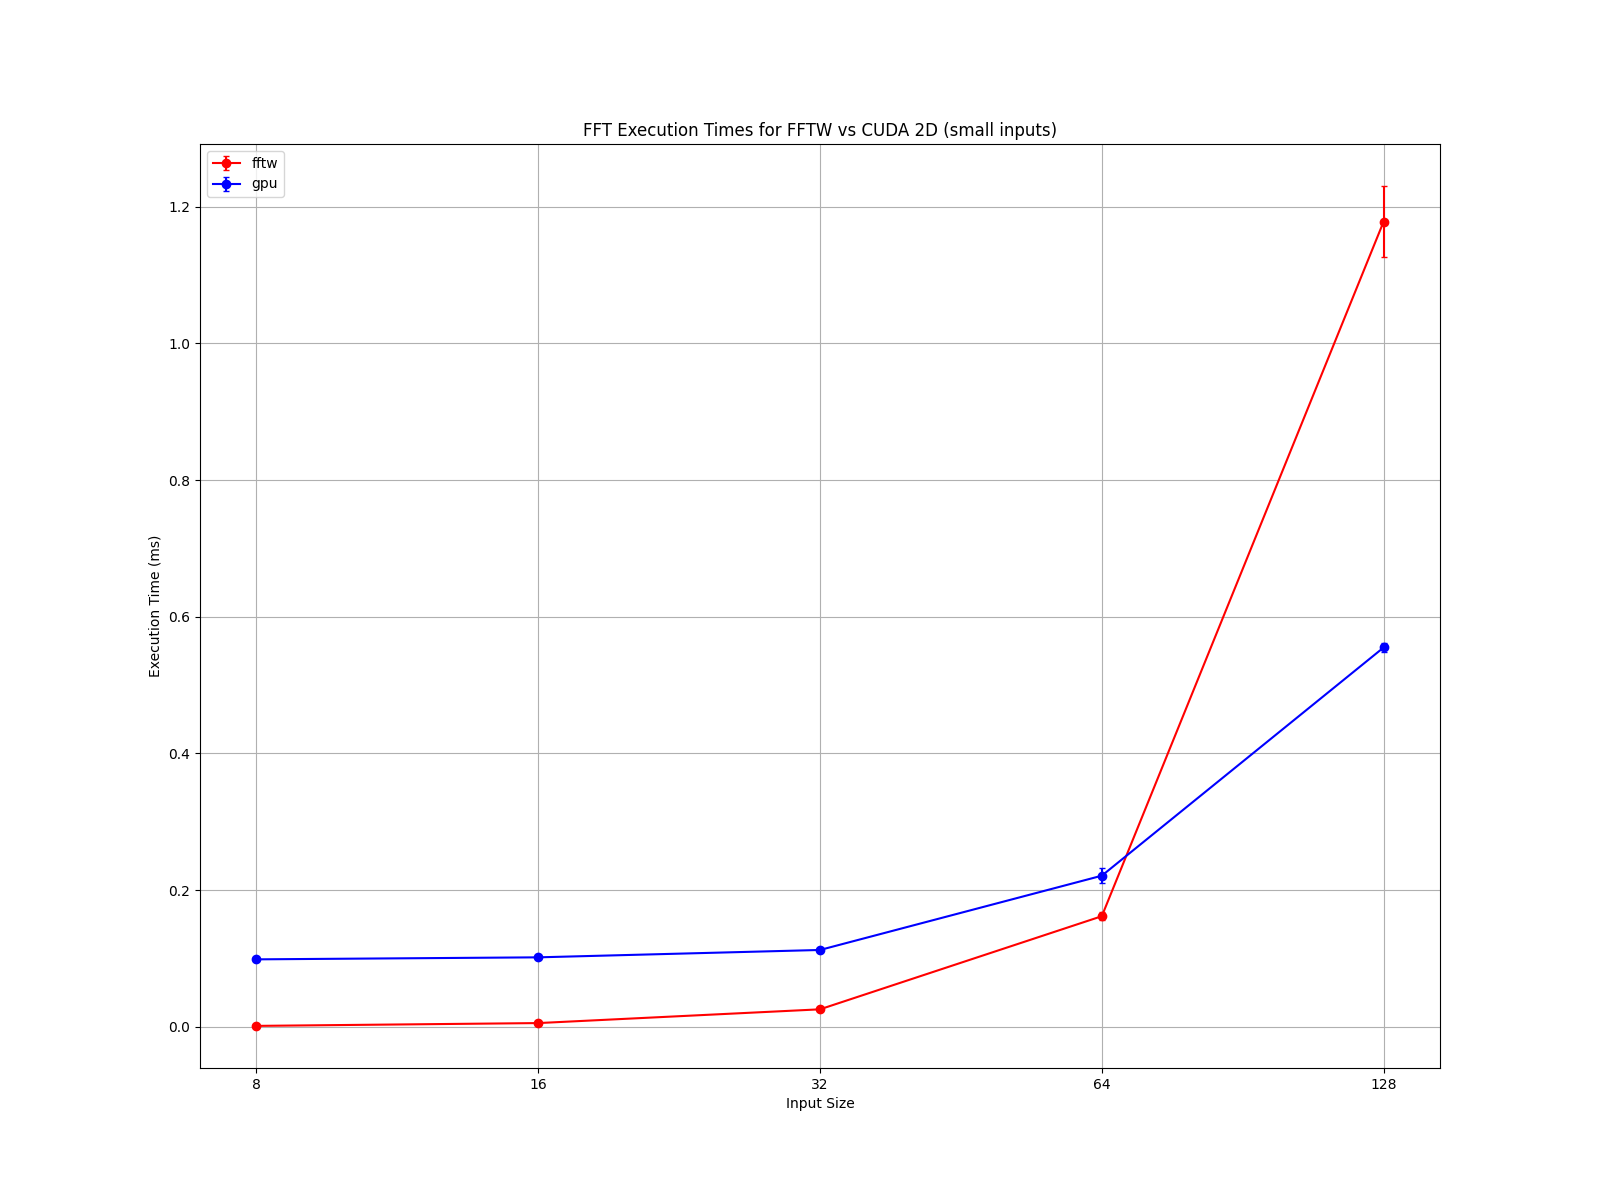 FFT Execution Times for FFTW vs CUDA 2D (small inputs)
fftw
gpu
1.2
1.0
0.8
0.6
0.4
0.2
0.0
Execution Time (ms)
8 16 32 64 128
Input Size